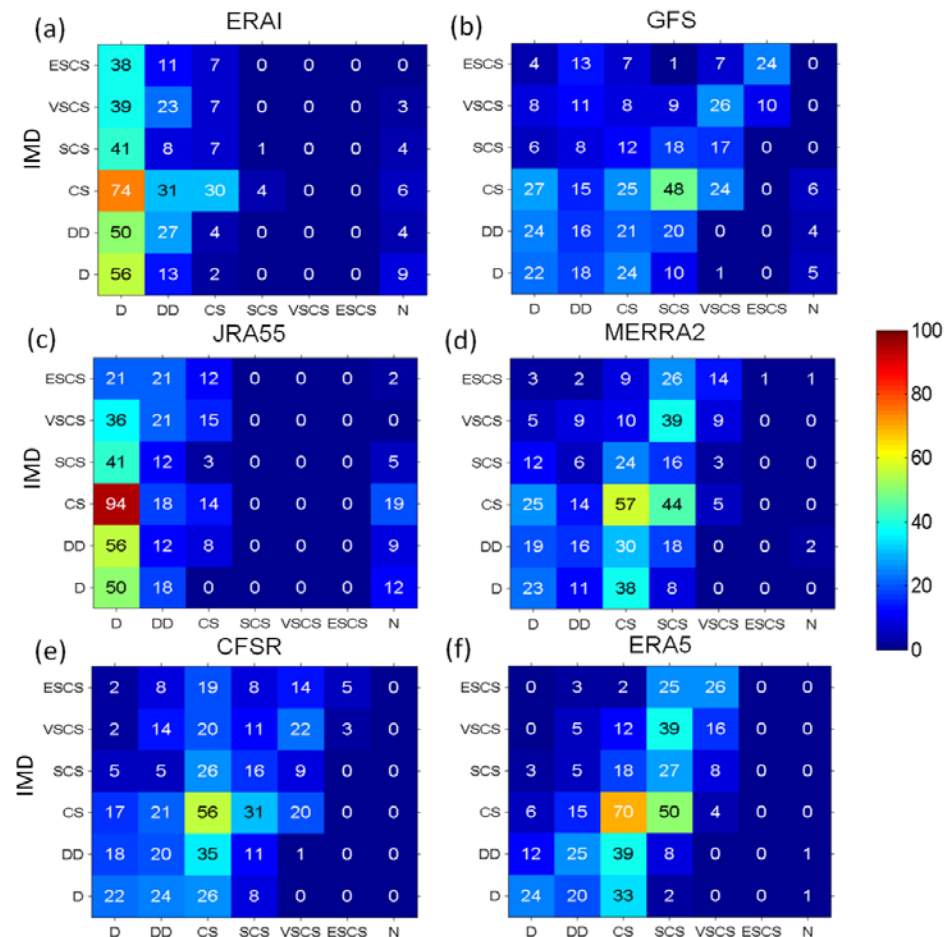 (a) ERAI
ESCS 38 11 7 0 0 0 0
VSCS 39 23 7 0 0 0 3
SCS 41 8 7 1 0 0 4
CS 74 31 30 4 0 0 6
DD 50 27 4 0 0 0 4
D 56 13 2 0 0 0 9
D DD CS SCS VSCS ESCS N
IMD
(b) GFS
ESCS 4 13 7 1 7 24 0
VSCS 8 11 8 9 26 10 0
SCS 6 8 12 18 17 0 0
CS 27 15 25 48 24 0 6
DD 24 16 21 20 0 0 4
D 22 18 24 10 1 0 5
D DD CS SCS VSCS ESCS N
(c) JRA55
ESCS 21 21 12 0 0 0 2
VSCS 36 21 15 0 0 0 0
SCS 41 12 3 0 0 0 5
CS 94 18 14 0 0 0 19
DD 56 12 8 0 0 0 9
D 50 18 0 0 0 0 12
D DD CS SCS VSCS ESCS N
IMD
(d) MERRA2
ESCS 3 2 9 26 14 1 1
VSCS 5 9 10 39 9 0 0
SCS 12 6 24 16 3 0 0
CS 25 14 57 44 5 0 0
DD 19 16 30 18 0 0 2
D 23 11 38 8 0 0 0
D DD CS SCS VSCS ESCS N
100
80
60
40
20
0
(e) CFSR
ESCS 2 8 19 8 14 5 0
VSCS 2 14 20 11 22 3 0
SCS 5 5 26 16 9 0 0
CS 17 21 56 31 20 0 0
DD 18 20 35 11 1 0 0
D 22 24 26 8 0 0 0
D DD CS SCS VSCS ESCS N
IMD
(f) ERA5
ESCS 0 3 2 25 26 0 0
VSCS 0 5 12 39 16 0 0
SCS 3 5 18 27 8 0 0
CS 6 15 70 50 4 0 0
DD 12 25 39 8 0 0 1
D 24 20 33 2 0 0 1
D DD CS SCS VSCS ESCS N